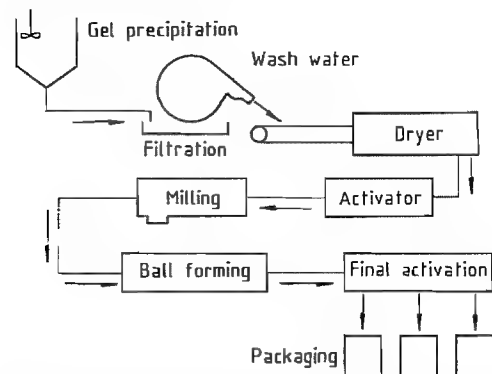 Gel precipitation
Wash water
Filtration
Dryer
Milling
Activator
Ball forming
Final activation
Packaging